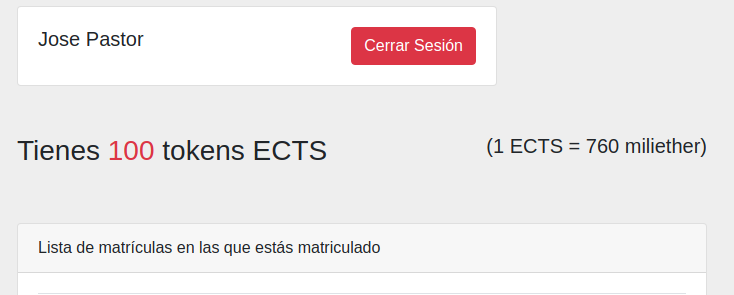 Jose Pastor
Cerrar Sesión
Tienes 100 tokens ECTS
(1 ECTS = 760 miliether)
Lista de matrículas en las que estás matriculado